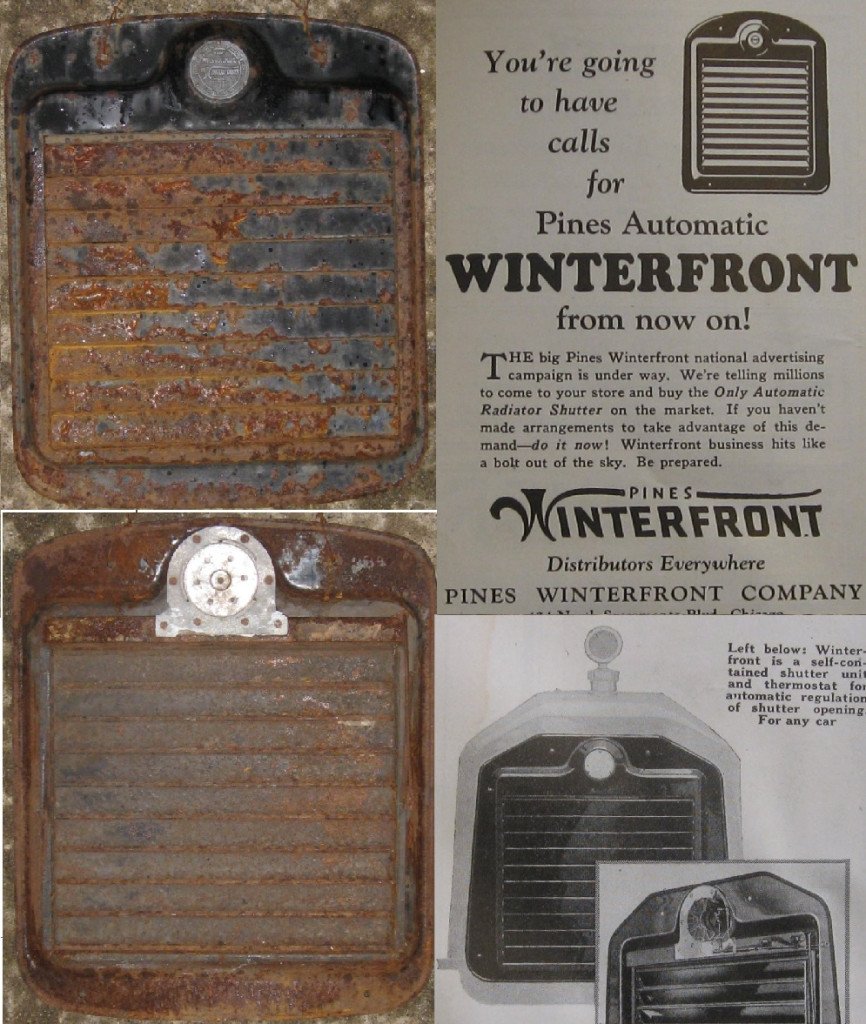 You're going
to have
calls
for
Pines Automatic
WINTERFRONT
from now on!
THE big Pines Winterfront national advertising
campaign is under way. We're telling millions
to come to your store and buy the Only Automatic
Radiator Shutter on the market. If you haven't
made arrangements to take advantage of this de-
mand—do it now! Winterfront business hits like
a bolt out of the sky. Be prepared.
PINES
WINTERFRONT
Distributors Everywhere
PINES WINTERFRONT COMPANY
Blvd., Chicago
Left below: Winter-
front is a self-con-
tained shutter unit
and thermostat for
automatic regulation
of shutter opening.
For any car